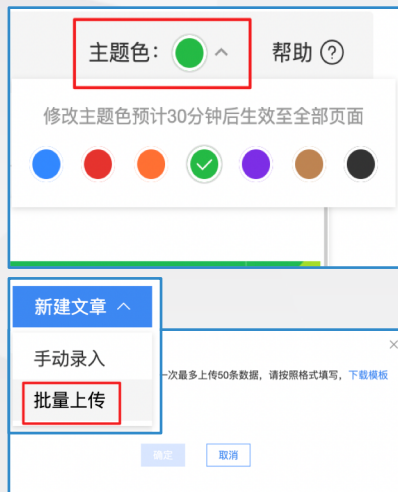 主题色： 帮助 ?
修改主题色预计30分钟后生效至全部页面
新建文章
手动录入
一次最多上传50条数据，请按照格式填写，下载模板
批量上传
确定 取消